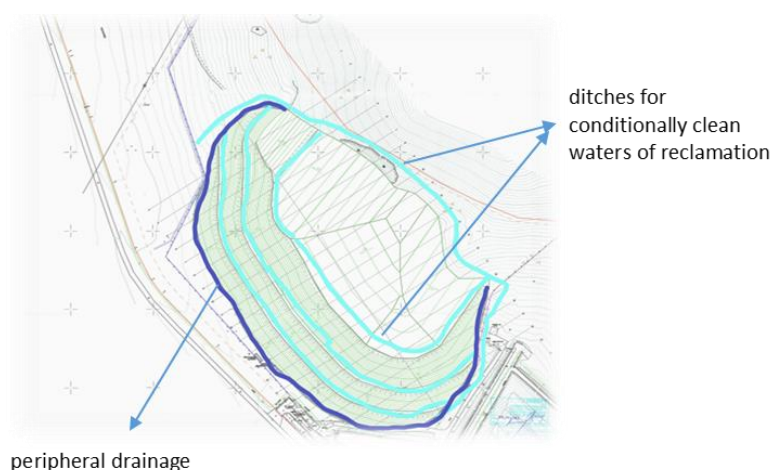 ditches for
conditionally clean
waters of reclamation
peripheral drainage